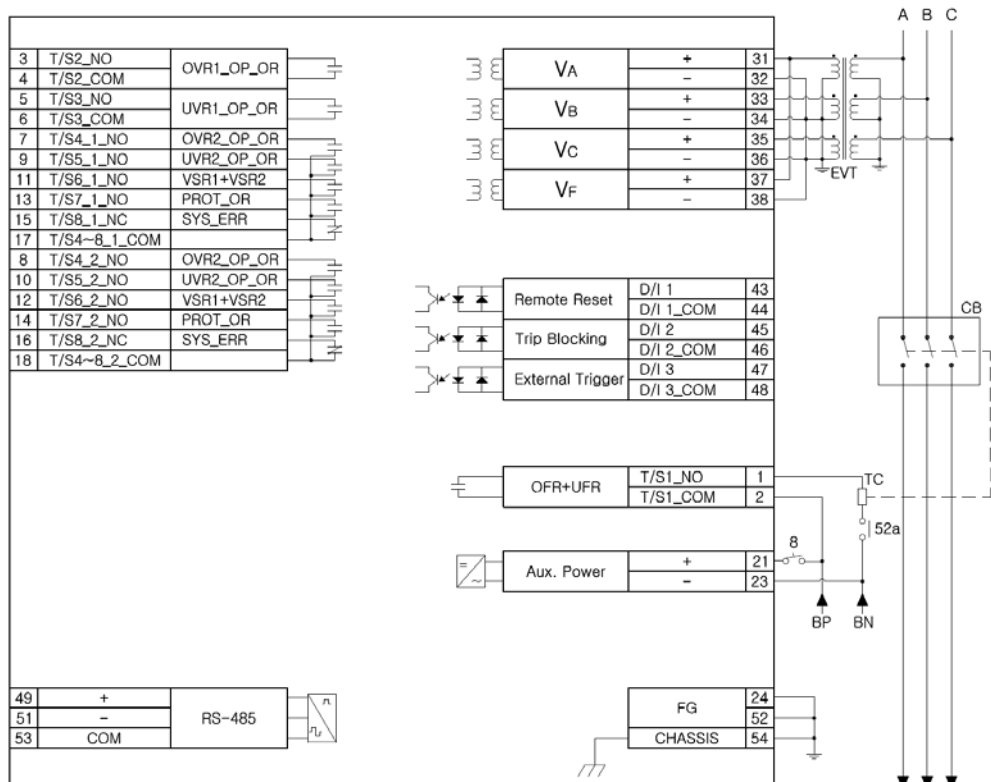 A B C
3 T/S2_NO OVR1_OP_OR
4 T/S2_COM
5 T/S3_NO UVR1_OP_OR
6 T/S3_COM
7 T/S4_1_NO OVR2_OP_OR
9 T/S5_1_NO UVR2_OP_OR
11 T/S6_1_NO VSR1+VSR2
13 T/S7_1_NO PROT_OR
15 T/S8_1_NC SYS_ERR
17 T/S4~8_1_COM
8 T/S4_2_NO OVR2_OP_OR
10 T/S5_2_NO UVR2_OP_OR
12 T/S6_2_NO VSR1+VSR2
14 T/S7_2_NO PROT_OR
16 T/S8_2_NC SYS_ERR
18 T/S4~8_2_COM
VA + 31
- 32
VB + 33
- 34
VC + 35
- 36
VF + 37
- 38
EVT
Remote Reset D/I 1 43
D/I 1_COM 44
Trip Blocking D/I 2 45
D/I 2_COM 46
External Trigger D/I 3 47
D/I 3_COM 48
CB
OFR+UFR T/S1_NO 1
T/S1_COM 2
TC
52a
8
Aux. Power + 21
- 23
= ~
BP BN
49 + RS-485
51 -
53 COM
FG 24
52
CHASSIS 54